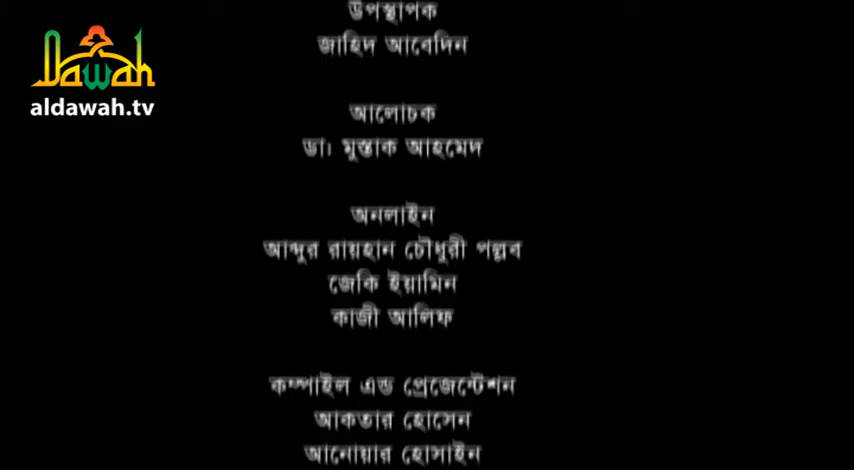 Dawah
aldawah.tv
উপস্থাপক
জাহিদ আবেদিন
আলোচক
ডা। মুস্তাক আহমেদ
অনলাইন
আব্দুর রায়হান চৌধুরী পল্লব
জেকি ইয়ামিন
কাজী আলিফ
কম্পাইল এন্ড প্রেজেন্টেশন
আকতার হোসেন
আনোয়ার হোসাইন